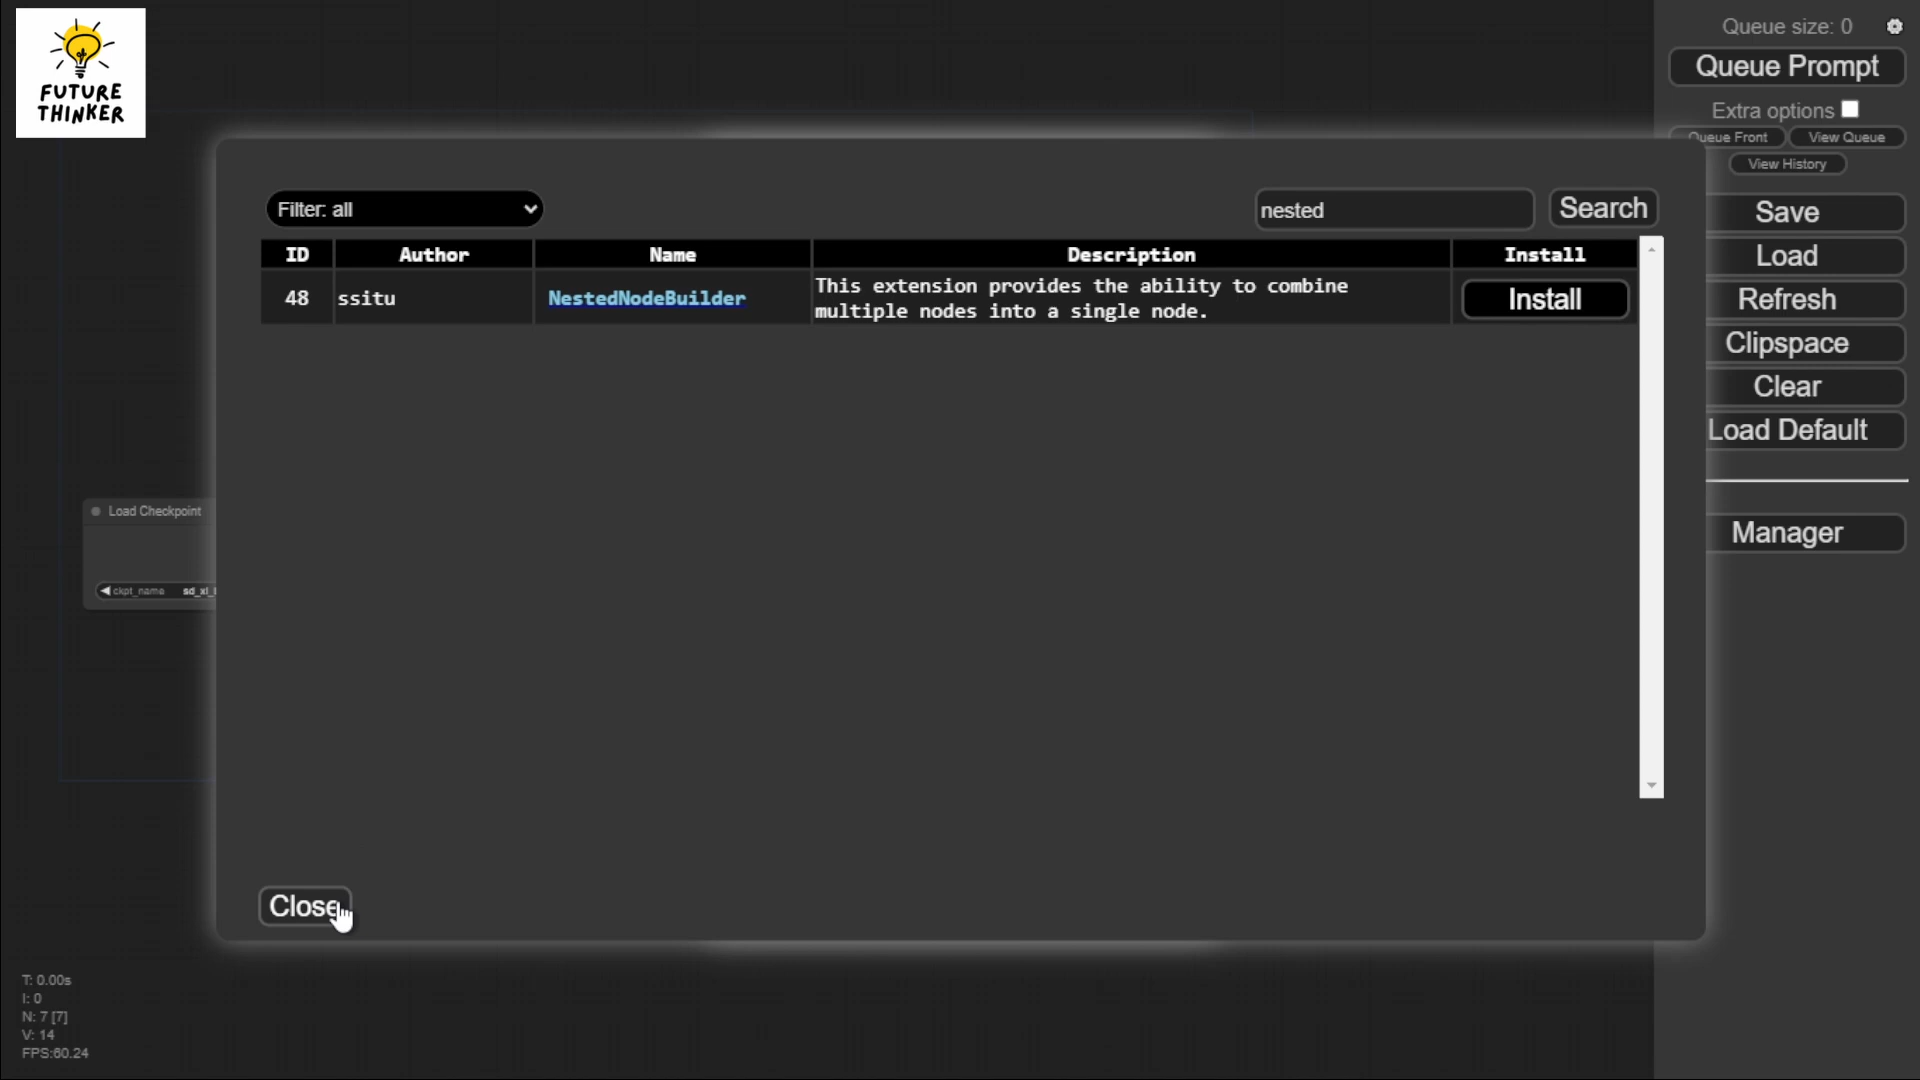 FUTURE
THINKER
Queue size: 0
Queue Prompt
Extra options
Queue Front
View Queue
View History
Filter: all
nested
Search
Save
Load
Refresh
Clipspace
Clear
Load Default
Manager
ID
Author
Name
Description
Install
48
ssitu
NestedNodeBuilder
This extension provides the ability to combine
multiple nodes into a single node.
Install
Load Checkpoint
ckpt_name
sd_xl_
Close
T: 0.00s
I: 0
N: 7 [7]
V: 14
FPS:60.24